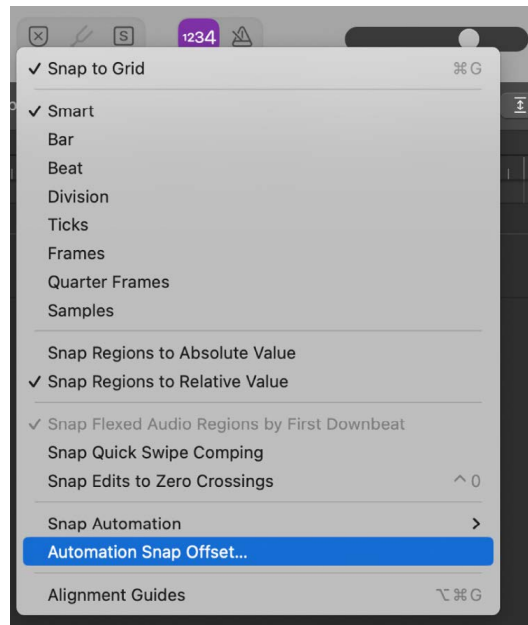 S
1234
✓ Snap to Grid ⌘G
✓ Smart
Bar
Beat
Division
Ticks
Frames
Quarter Frames
Samples
Snap Regions to Absolute Value
✓ Snap Regions to Relative Value
✓ Snap Flexed Audio Regions by First Downbeat
Snap Quick Swipe Comping
Snap Edits to Zero Crossings ^0
Snap Automation >
Automation Snap Offset...
Alignment Guides ⌥⌘G